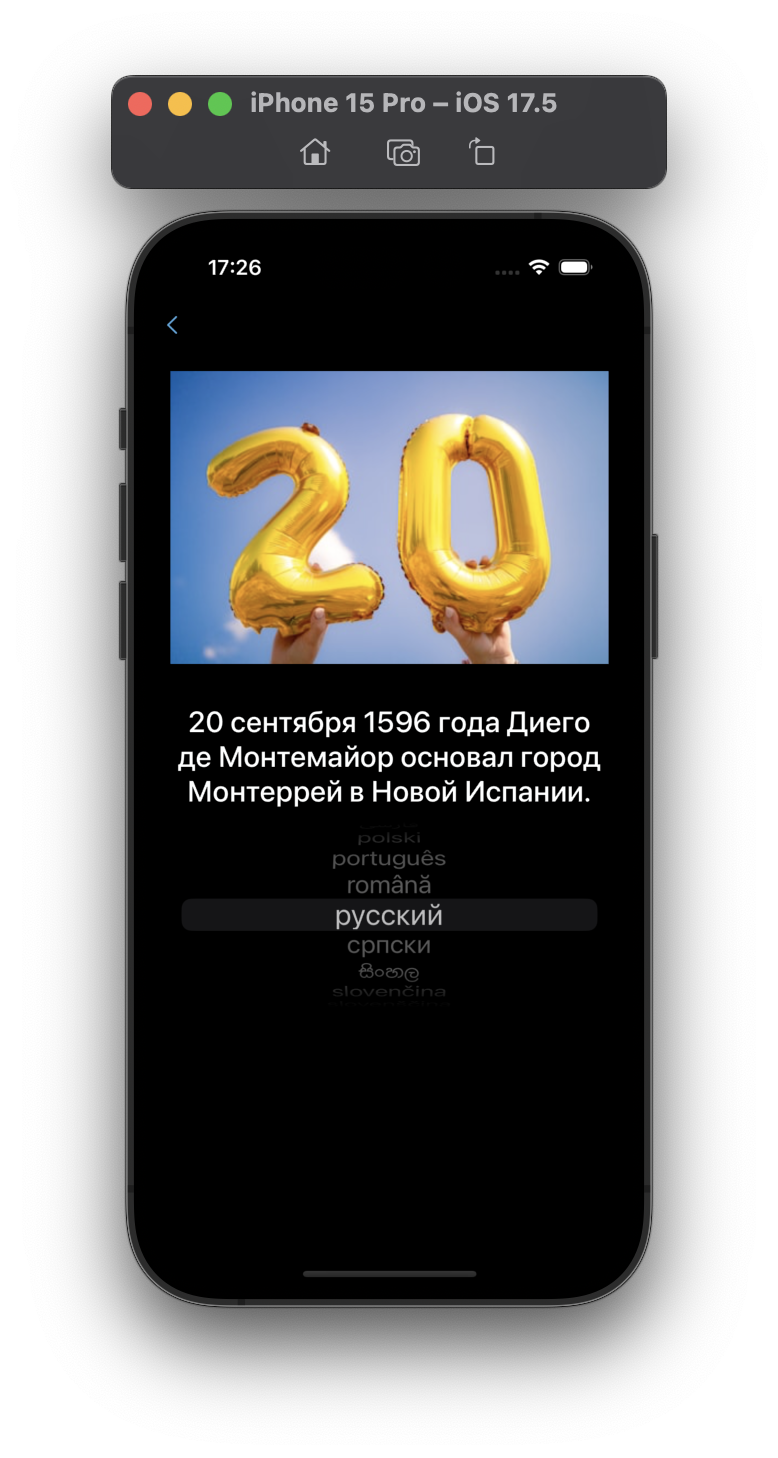 iPhone 15 Pro – iOS 17.5
17:26
20
20 сентября 1596 года Диего
де Монтемайор основал город
Монтеррей в Новой Испании.
polski
português
română
русский
српски
සිංහල
slovenčina